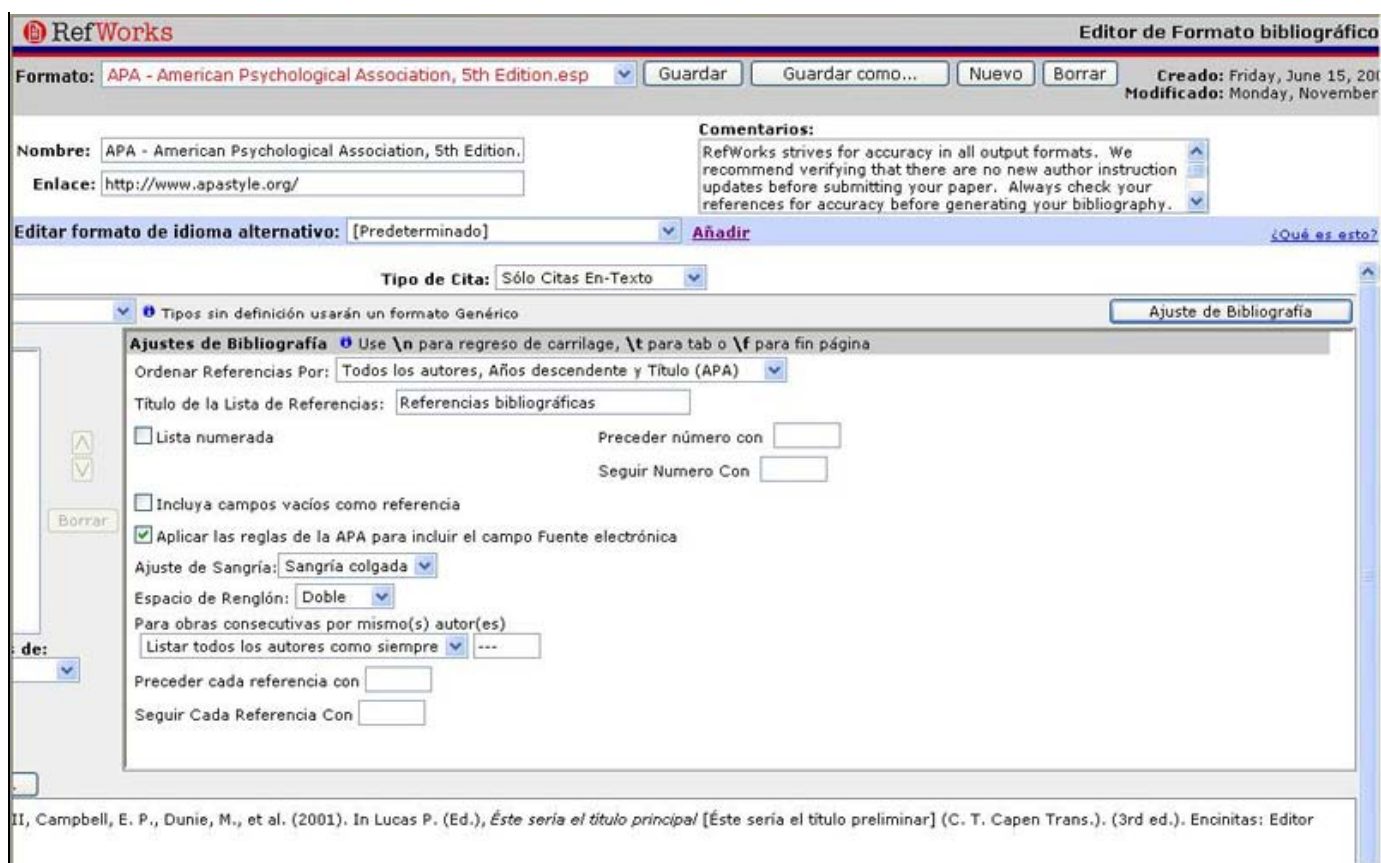 RefWorks
Editor de Formato bibliográfico
Formato: APA - American Psychological Association, 5th Edition.esp Guardar Guardar como... Nuevo Borrar Creado: Friday, June 15, 200
Modificado: Monday, November
Comentarios:
Nombre: APA - American Psychological Association, 5th Edition.
Enlace: http://www.apastyle.org/
RefWorks strives for accuracy in all output formats. We
recommend verifying that there are no new author instruction
updates before submitting your paper. Always check your
references for accuracy before generating your bibliography.
Editar formato de idioma alternativo: [Predeterminado] Añadir ¿Qué es esto?
Tipo de Cita: Sólo Citas En-Texto
Tipos sin definición usarán un formato Genérico Ajuste de Bibliografía
Ajustes de Bibliografía Use \n para regreso de carrilage, \t para tab o \f para fin página
Ordenar Referencias Por: Todos los autores, Años descendente y Título (APA)
Título de la Lista de Referencias: Referencias bibliográficas
Lista numerada Preceder número con
Seguir Numero Con
Incluya campos vacíos como referencia
Borrar
Aplicar las reglas de la APA para incluir el campo Fuente electrónica
Ajuste de Sangría: Sangría colgada
Espacio de Renglón: Doble
Para obras consecutivas por mismo(s) autor(es)
Listar todos los autores como siempre ---
de:
Preceder cada referencia con
Seguir Cada Referencia Con
II, Campbell, E. P., Dunie, M., et al. (2001). In Lucas P. (Ed.), Éste sería el título principal [Éste sería el título preliminar] (C. T. Capen Trans.). (3rd ed.). Encinitas: Editor